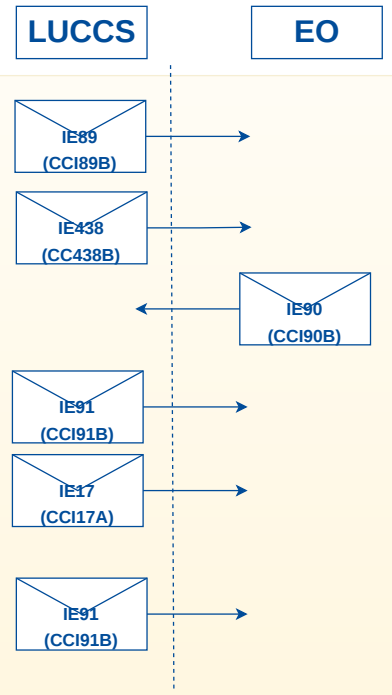 LUCCS
EO
IE89
(CCI89B)
IE438
(CC438B)
IE90
(CCI90B)
IE91
(CCI91B)
IE17
(CCI17A)
IE91
(CCI91B)